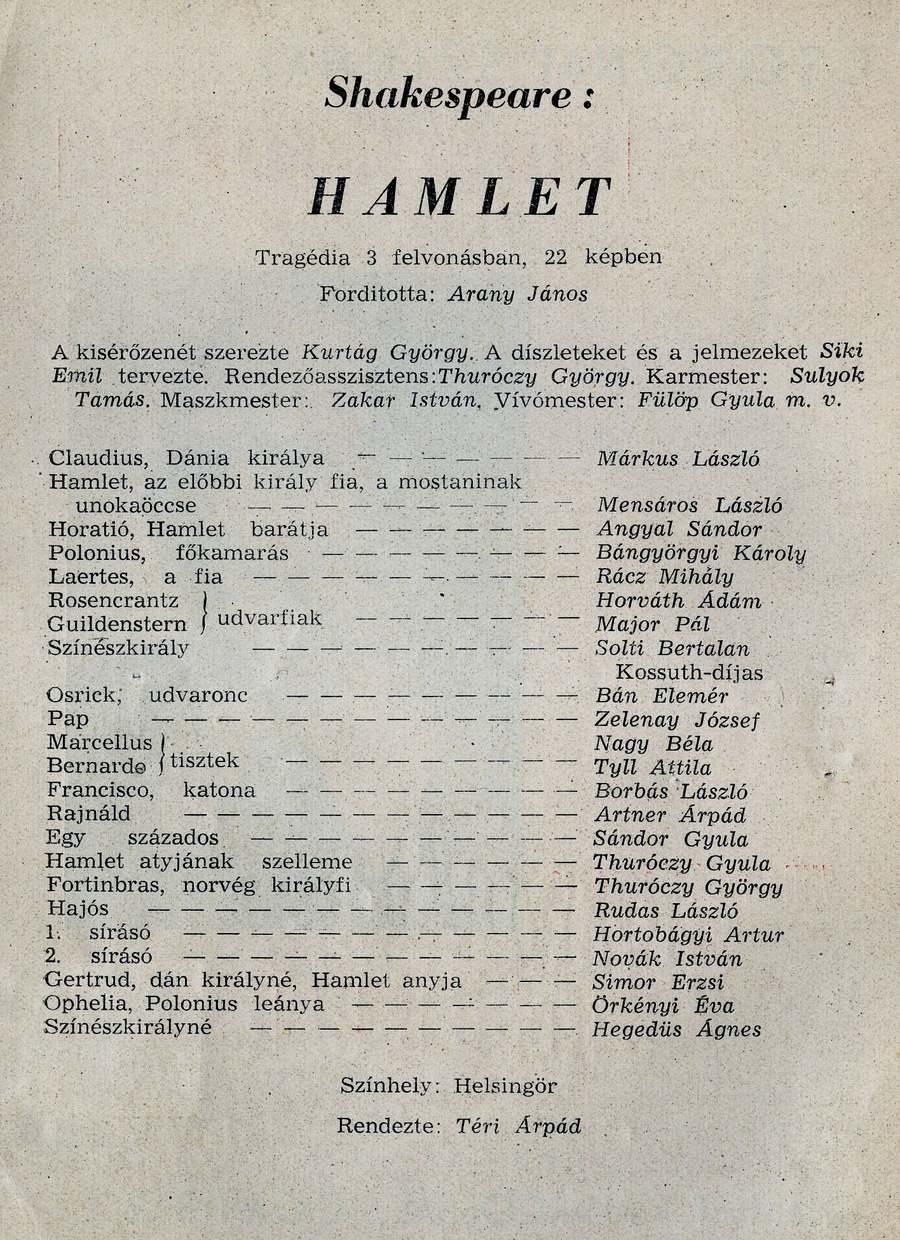 Shakespeare :
HAMLET
Tragédia 3 felvonásban, 22 képben
Forditotta: Arany János
A kisérőzenét szerezte Kurtág György. A díszleteket és a jelmezeket Siki
Emil tervezte. Rendezőasszisztens: Thuróczy György. Karmester: Sulyok
Tamás. Maszkmester: Zakar István, Vívómester: Fülöp Gyula m. v.
Claudius, Dánia királya — — — — — — — Márkus László
Hamlet, az előbbi király fia, a mostaninak
unokaöccse — — — — — — — — — — Mensáros László
Horatió, Hamlet barátja — — — — — — — Angyal Sándor
Polonius, főkamarás — — — — — — — — Bángyörgyi Károly
Laertes, a fia — — — — — — — — — — Rácz Mihály
Rosencrantz } Horváth Ádám
Guildenstern } udvarfiak — — — — — — — Major Pál
Színészkirály — — — — — — — — — — Solti Bertalan
Kossuth-díjas
Osrick, udvaronc — — — — — — — — — Bán Elemér
Pap — — — — — — — — — — — — — Zelenay József
Marcellus } Nagy Béla
Bernardo } tisztek — — — — — — — — — Tyll Attila
Francisco, katona — — — — — — — — — Borbás László
Rajnáld — — — — — — — — — — — — Artner Árpád
Egy százados — — — — — — — — — — Sándor Gyula
Hamlet atyjának szelleme — — — — — — Thuróczy Gyula
Fortinbras, norvég királyfi — — — — — — Thuróczy György
Hajós — — — — — — — — — — — — — Rudas László
1. sírásó — — — — — — — — — — — — Hortobágyi Artur
2. sírásó — — — — — — — — — — — — Novák István
Gertrud, dán királyné, Hamlet anyja — — — Simor Erzsi
Ophelia, Polonius leánya — — — — — — — Örkényi Éva
Színészkirályné — — — — — — — — — — Hegedüs Ágnes
Színhely: Helsingör
Rendezte: Téri Árpád